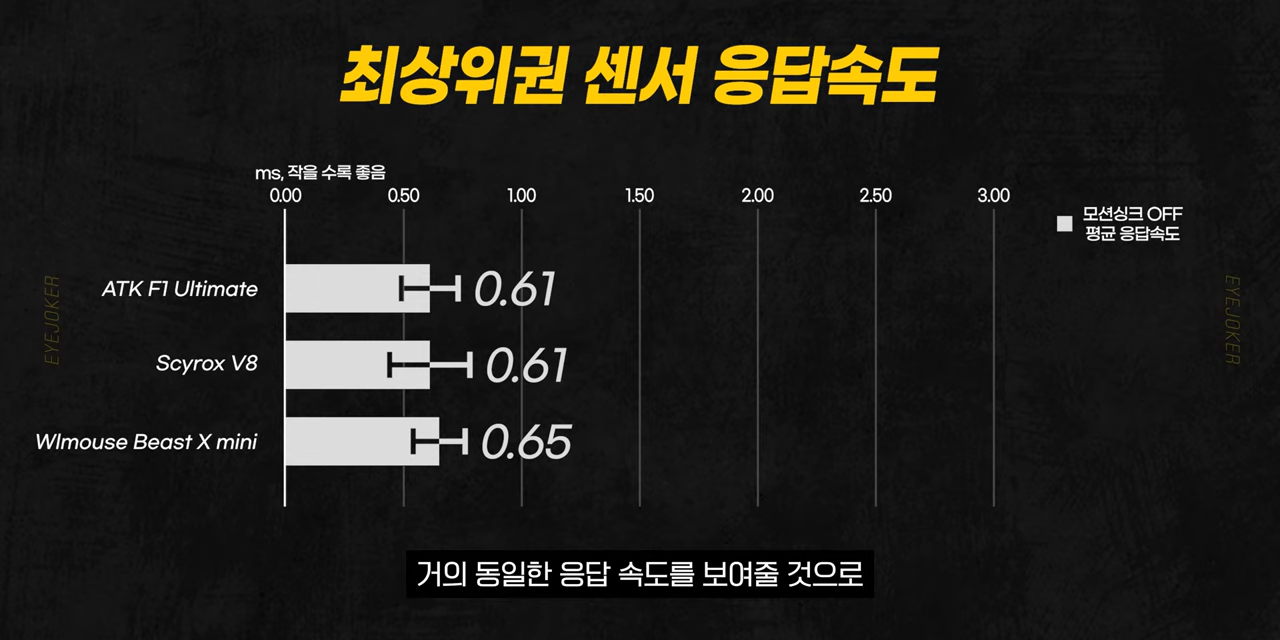 최상위권 센서 응답속도
ms, 작을 수록 좋음
0.00 0.50 1.00 1.50 2.00 2.50 3.00
모션싱크 OFF
평균 응답속도
ATK F1 Ultimate 0.61
Scyrox V8 0.61
Wlmouse Beast X mini 0.65
EYEJOKER
EYEJOKER
거의 동일한 응답 속도를 보여줄 것으로